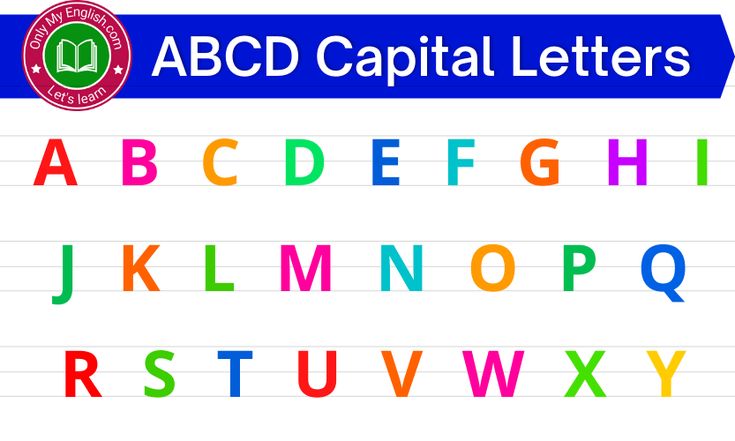 Only My English.com
Let's learn
ABCD Capital Letters
A B C D E F G H I
J K L M N O P Q
R S T U V W X Y